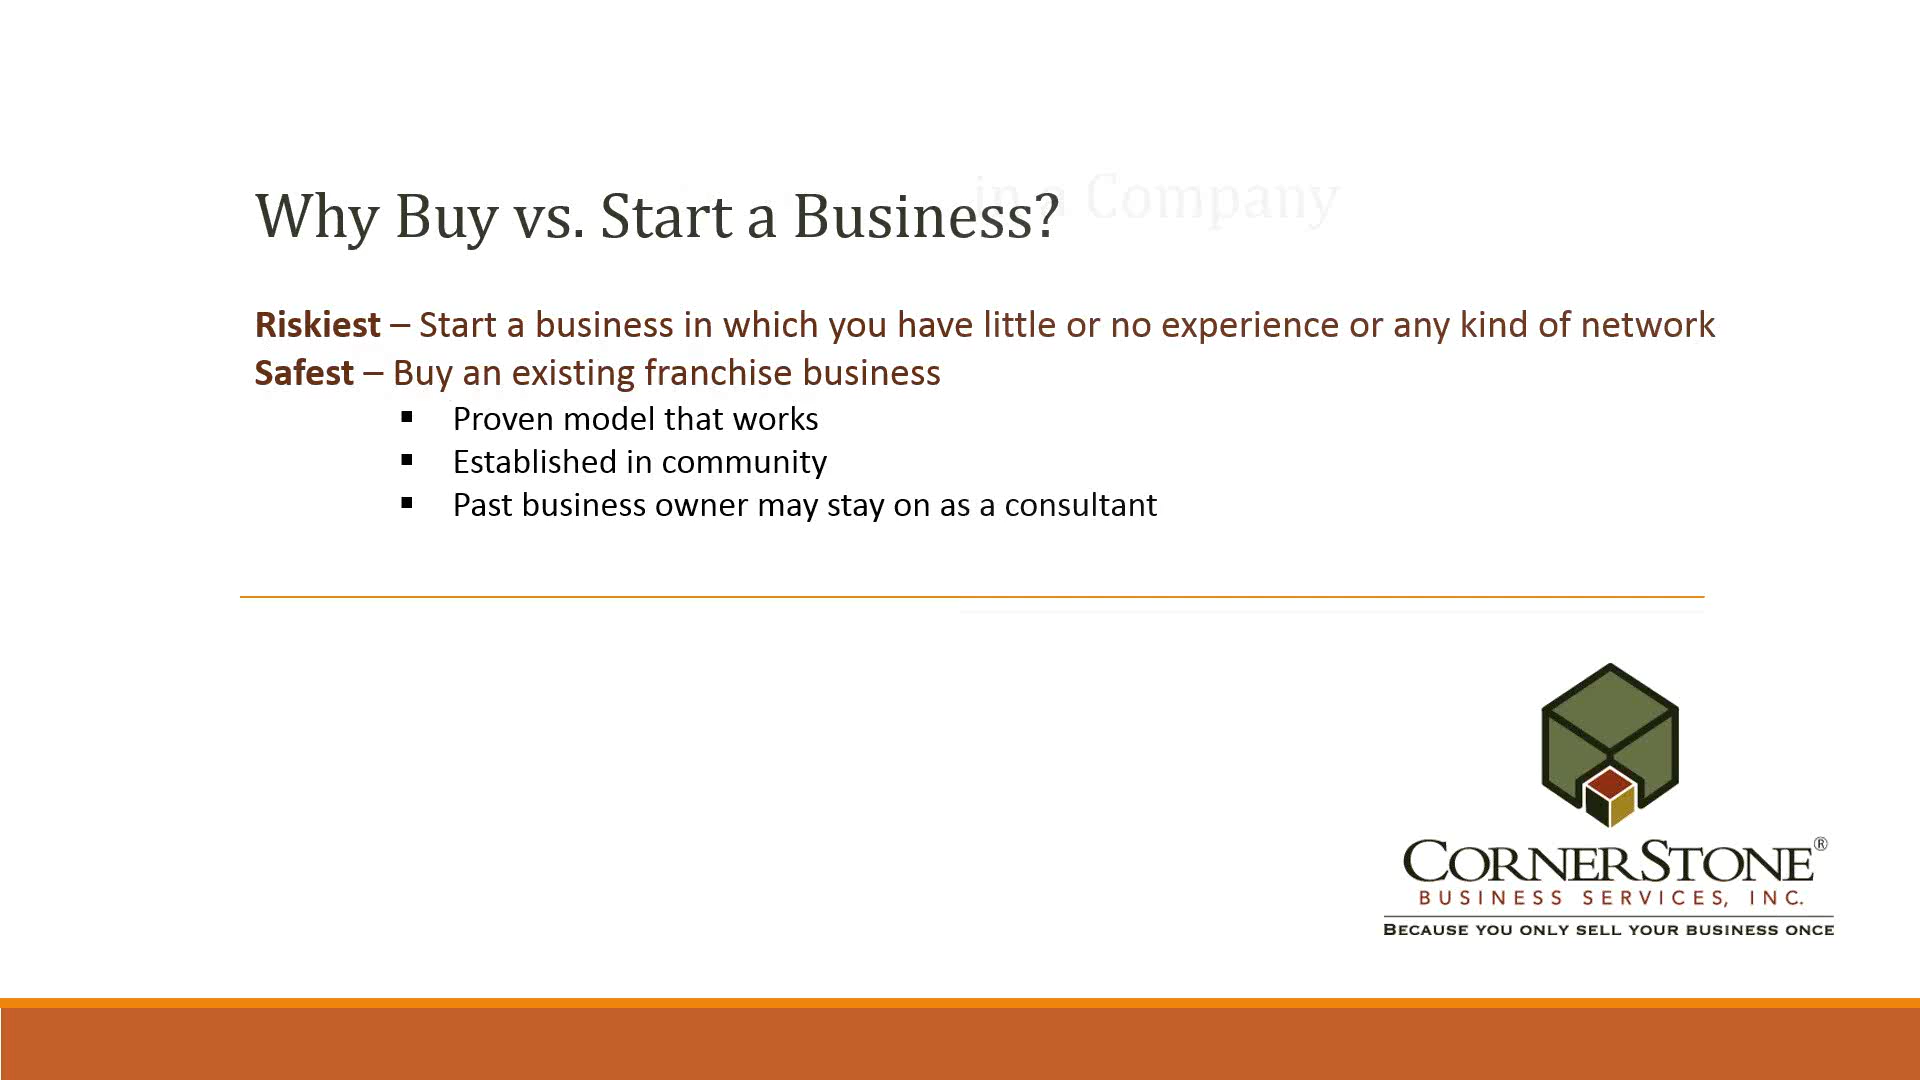 Why Buy vs. Start a Business?
in a Company
Riskiest – Start a business in which you have little or no experience or any kind of network
Safest – Buy an existing franchise business
▪ Proven model that works
▪ Established in community
▪ Past business owner may stay on as a consultant
CORNERSTONE®
BUSINESS SERVICES, INC.
BECAUSE YOU ONLY SELL YOUR BUSINESS ONCE